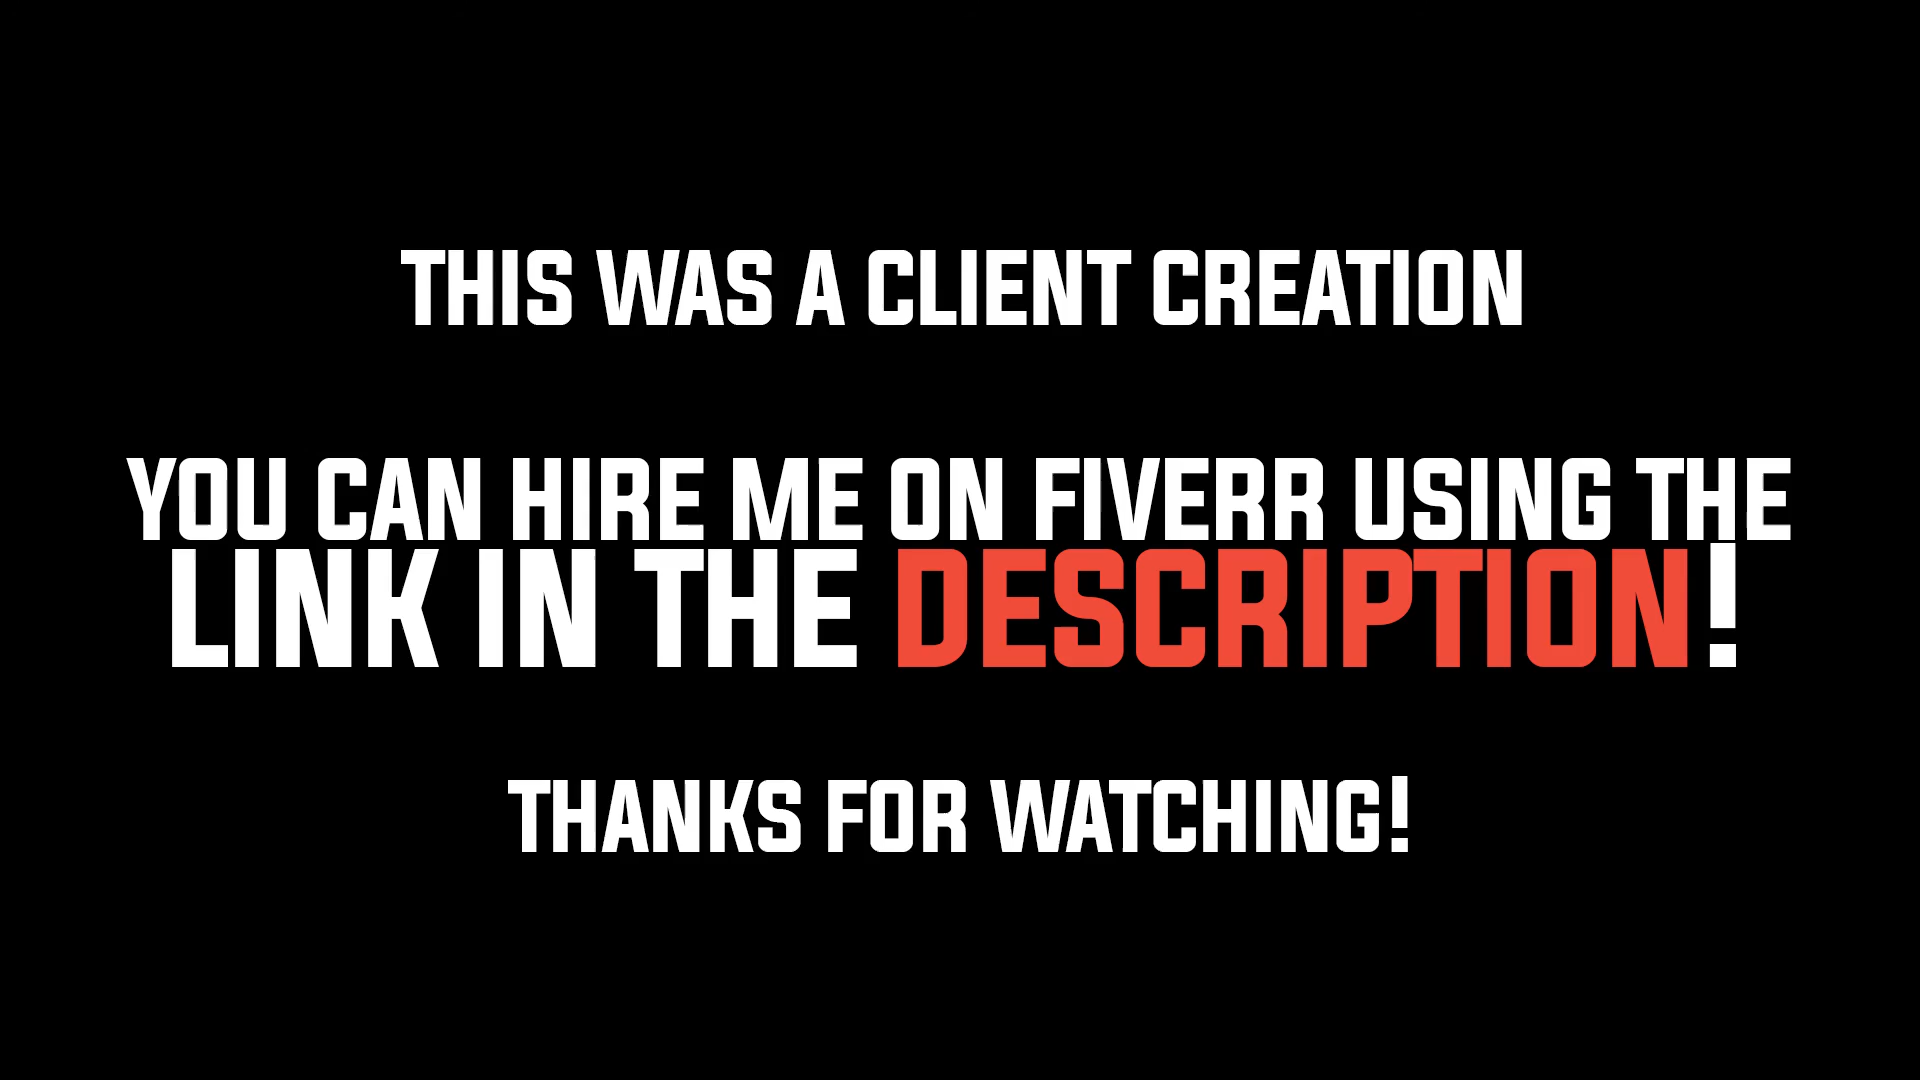 THIS WAS A CLIENT CREATION
YOU CAN HIRE ME ON FIVERR USING THE
LINK IN THE DESCRIPTION!
THANKS FOR WATCHING!